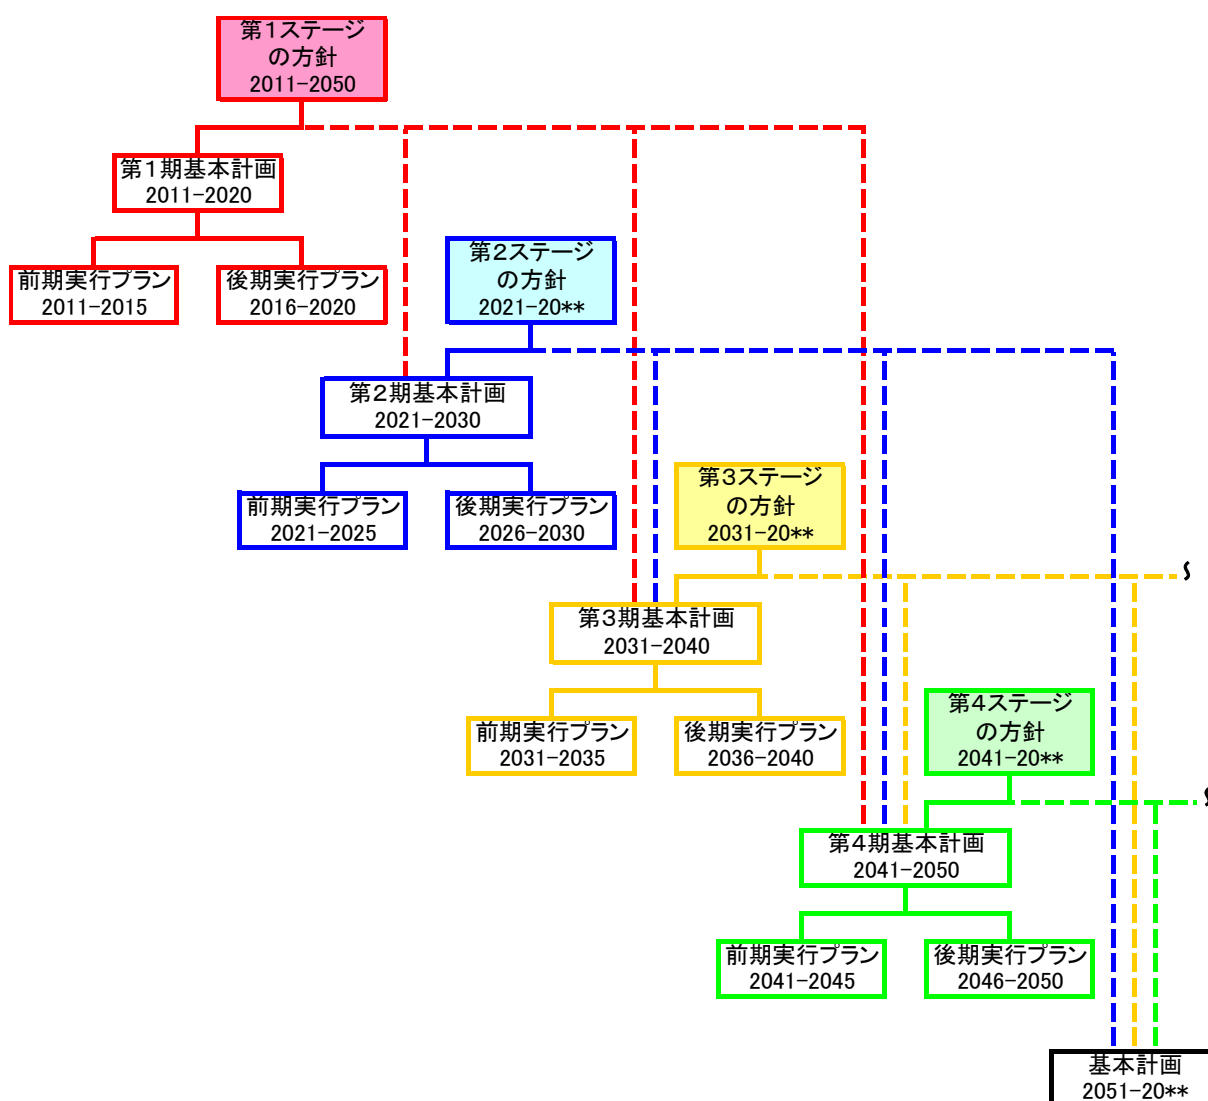 第１ステージ
の方針
2011-2050
第１期基本計画
2011-2020
前期実行プラン
2011-2015
後期実行プラン
2016-2020
第２ステージ
の方針
2021-20**
第２期基本計画
2021-2030
前期実行プラン
2021-2025
後期実行プラン
2026-2030
第３ステージ
の方針
2031-20**
第３期基本計画
2031-2040
前期実行プラン
2031-2035
後期実行プラン
2036-2040
第４ステージ
の方針
2041-20**
第４期基本計画
2041-2050
前期実行プラン
2041-2045
後期実行プラン
2046-2050
基本計画
2051-20**